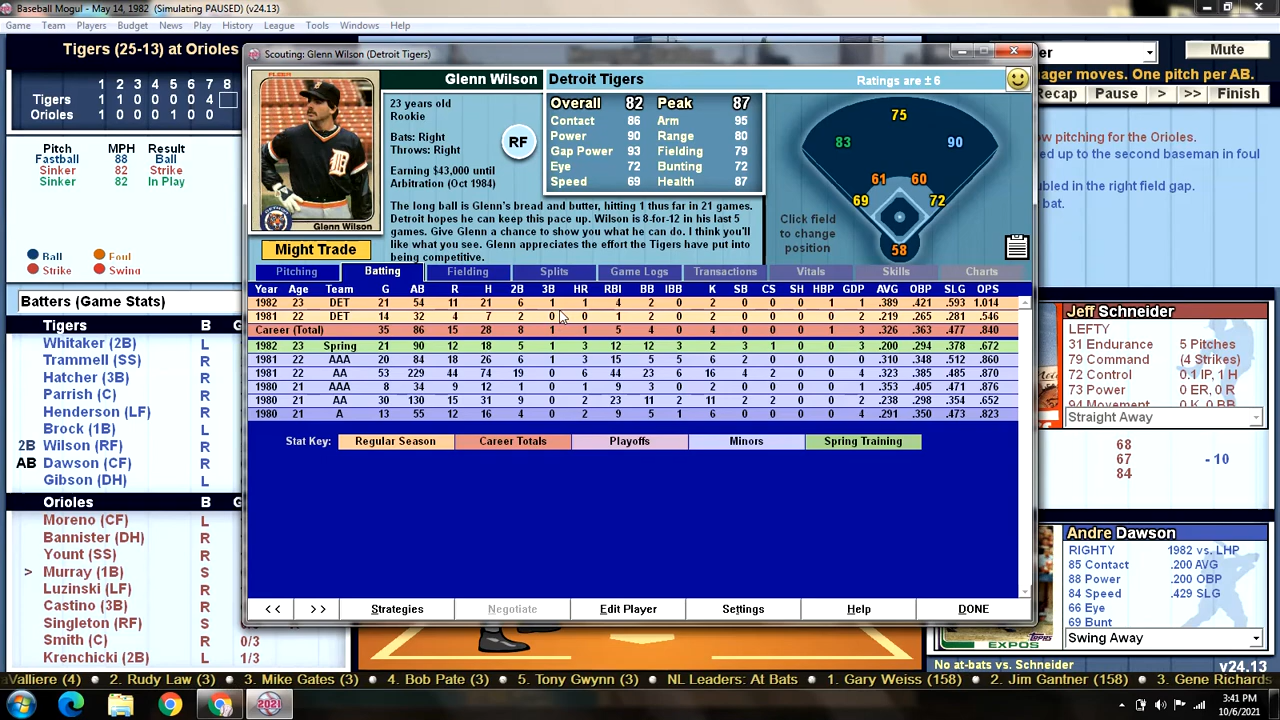 Baseball Mogul - May 14, 1982 (Simulating PAUSED) (v24.13)
Game Team Players Budget News Play History League Tools Windows Help
Tigers (25-13) at Orioles
1 2 3 4 5 6 7 8
Tigers 1 1 0 0 0 0 4
Orioles 0 0 0 0 1 0 0
Pitch MPH Result
Fastball 88 Ball
Sinker 82 Strike
Sinker 82 In Play
Ball Foul
Strike Swing
Batters (Game Stats)
Tigers B
Whitaker (2B) L
Trammell (SS) R
Hatcher (3B) R
Parrish (C) R
Henderson (LF) R
Brock (1B) L
2B Wilson (RF) R
AB Dawson (CF) R
Gibson (DH) L
Orioles B
Moreno (CF) L
Bannister (DH) R
Yount (SS) R
> Murray (1B) S
Luzinski (LF) R
Castino (3B) R
Singleton (RF) S
Smith (C) R 0/3
Krenchicki (2B) L 1/3
Scouting: Glenn Wilson (Detroit Tigers)
FLEER
Glenn Wilson
Might Trade
Glenn Wilson
23 years old
Rookie
Bats: Right
Throws: Right
Earning $43,000 until
Arbitration (Oct 1984)
RF
Detroit Tigers
Ratings are ± 6
Overall 82 Peak 87
Contact 86 Arm 95
Power 90 Range 80
Gap Power 93 Fielding 79
Eye 72 Bunting 72
Speed 69 Health 87
The long ball is Glenn's bread and butter, hitting 1 thus far in 21 games.
Detroit hopes he can keep this pace up. Wilson is 8-for-12 in his last 5
games. Give Glenn a chance to show you what he can do. I think you'll
like what you see. Glenn appreciates the effort the Tigers have put into
being competitive.
75
83 90
61 60
69 72
58
Click field
to change
position
Pitching Batting Fielding Splits Game Logs Transactions Vitals Skills Charts
Year Age Team G AB R H 2B 3B HR RBI BB IBB K SB CS SH HBP GDP AVG OBP SLG OPS
1982 23 DET 21 54 11 21 6 1 1 4 2 0 2 0 0 0 1 1 .389 .421 .593 1.014
1981 22 DET 14 32 4 7 2 0 0 1 2 0 2 0 0 0 0 2 .219 .265 .281 .546
Career (Total) 35 86 15 28 8 1 1 5 4 0 4 0 0 0 1 3 .326 .363 .477 .840
1982 23 Spring 21 90 12 18 5 1 3 12 12 3 2 3 1 0 0 3 .200 .294 .378 .672
1981 22 AAA 20 84 18 26 6 1 3 15 5 5 6 2 0 0 0 4 .310 .348 .512 .860
1981 22 AA 53 229 44 74 19 0 6 44 23 6 16 4 2 0 0 4 .323 .385 .485 .870
1980 21 AAA 8 34 9 12 1 0 1 9 3 0 2 0 0 0 0 2 .353 .405 .471 .876
1980 21 AA 30 130 15 31 9 0 2 23 11 2 11 2 0 0 0 2 .238 .298 .354 .652
1980 21 A 13 55 12 16 4 0 2 9 5 1 6 0 0 0 0 4 .291 .350 .473 .823
Stat Key: Regular Season Career Totals Playoffs Minors Spring Training
<< >> Strategies Negotiate Edit Player Settings Help DONE
Mute
Recap Pause > >> Finish
Jeff Schneider
LEFTY
31 Endurance 5 Pitches
79 Command (4 Strikes)
72 Control 0.1 IP, 1 H
73 Power 0 ER, 0 R
94 Movement 0 K, 0 BB
Straight Away
68
67 - 10
84
Andre Dawson
RIGHTY 1982 vs. LHP
85 Contact .200 AVG
88 Power .200 OBP
84 Speed .429 SLG
66 Eye
69 Bunt
EXPOS
Swing Away
No at-bats vs. Schneider v24.13
aValliere (4) 2. Rudy Law (3) 3. Mike Gates (3) 4. Bob Pate (3) 5. Tony Gwynn (3) NL Leaders: At Bats 1. Gary Weiss (158) 2. Jim Gantner (158) 3. Gene Richards
2021
3:41 PM
10/6/2021